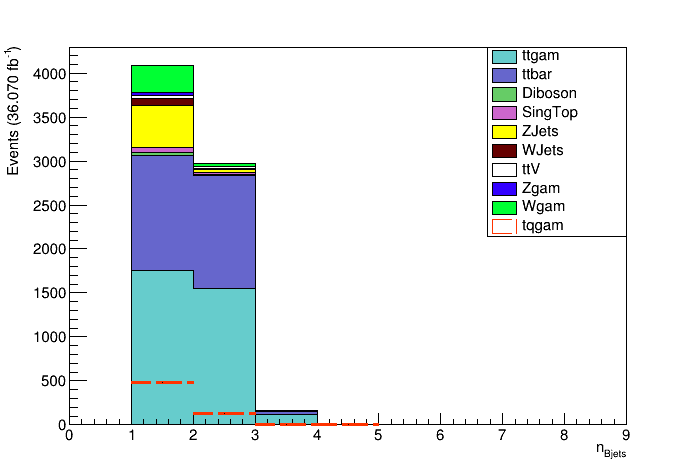 Events (36.070 fb⁻¹)
4000
3500
3000
2500
2000
1500
1000
500
0
0 1 2 3 4 5 6 7 8 9
n_Bjets
ttgam
ttbar
Diboson
SingTop
ZJets
WJets
ttV
Zgam
Wgam
tqgam